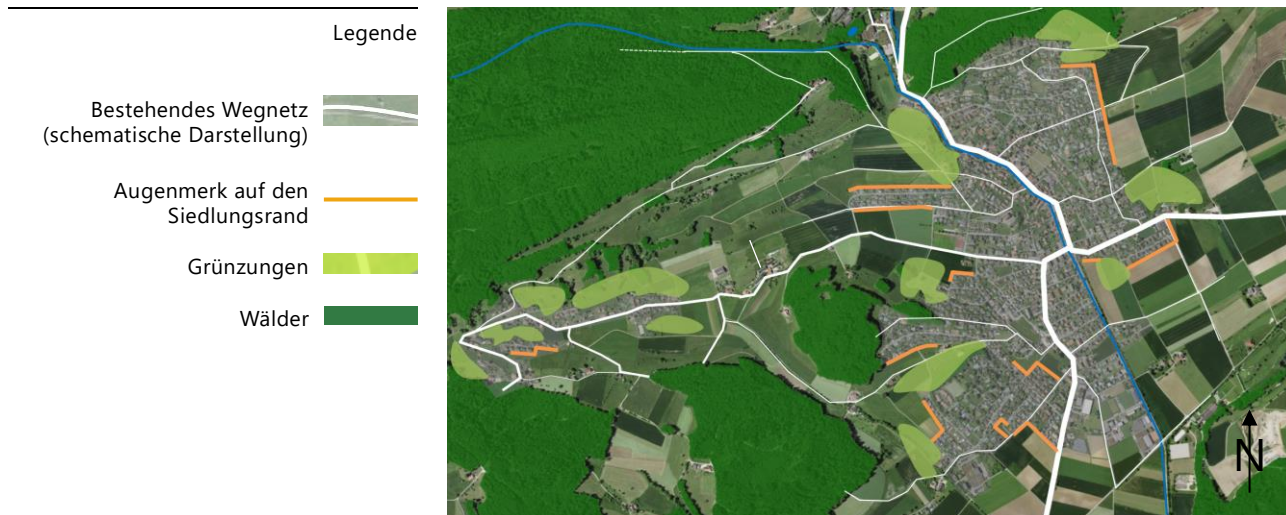 Legende
Bestehendes Wegnetz
(schematische Darstellung)
Augenmerk auf den
Siedlungsrand
Grünzungen
Wälder
N